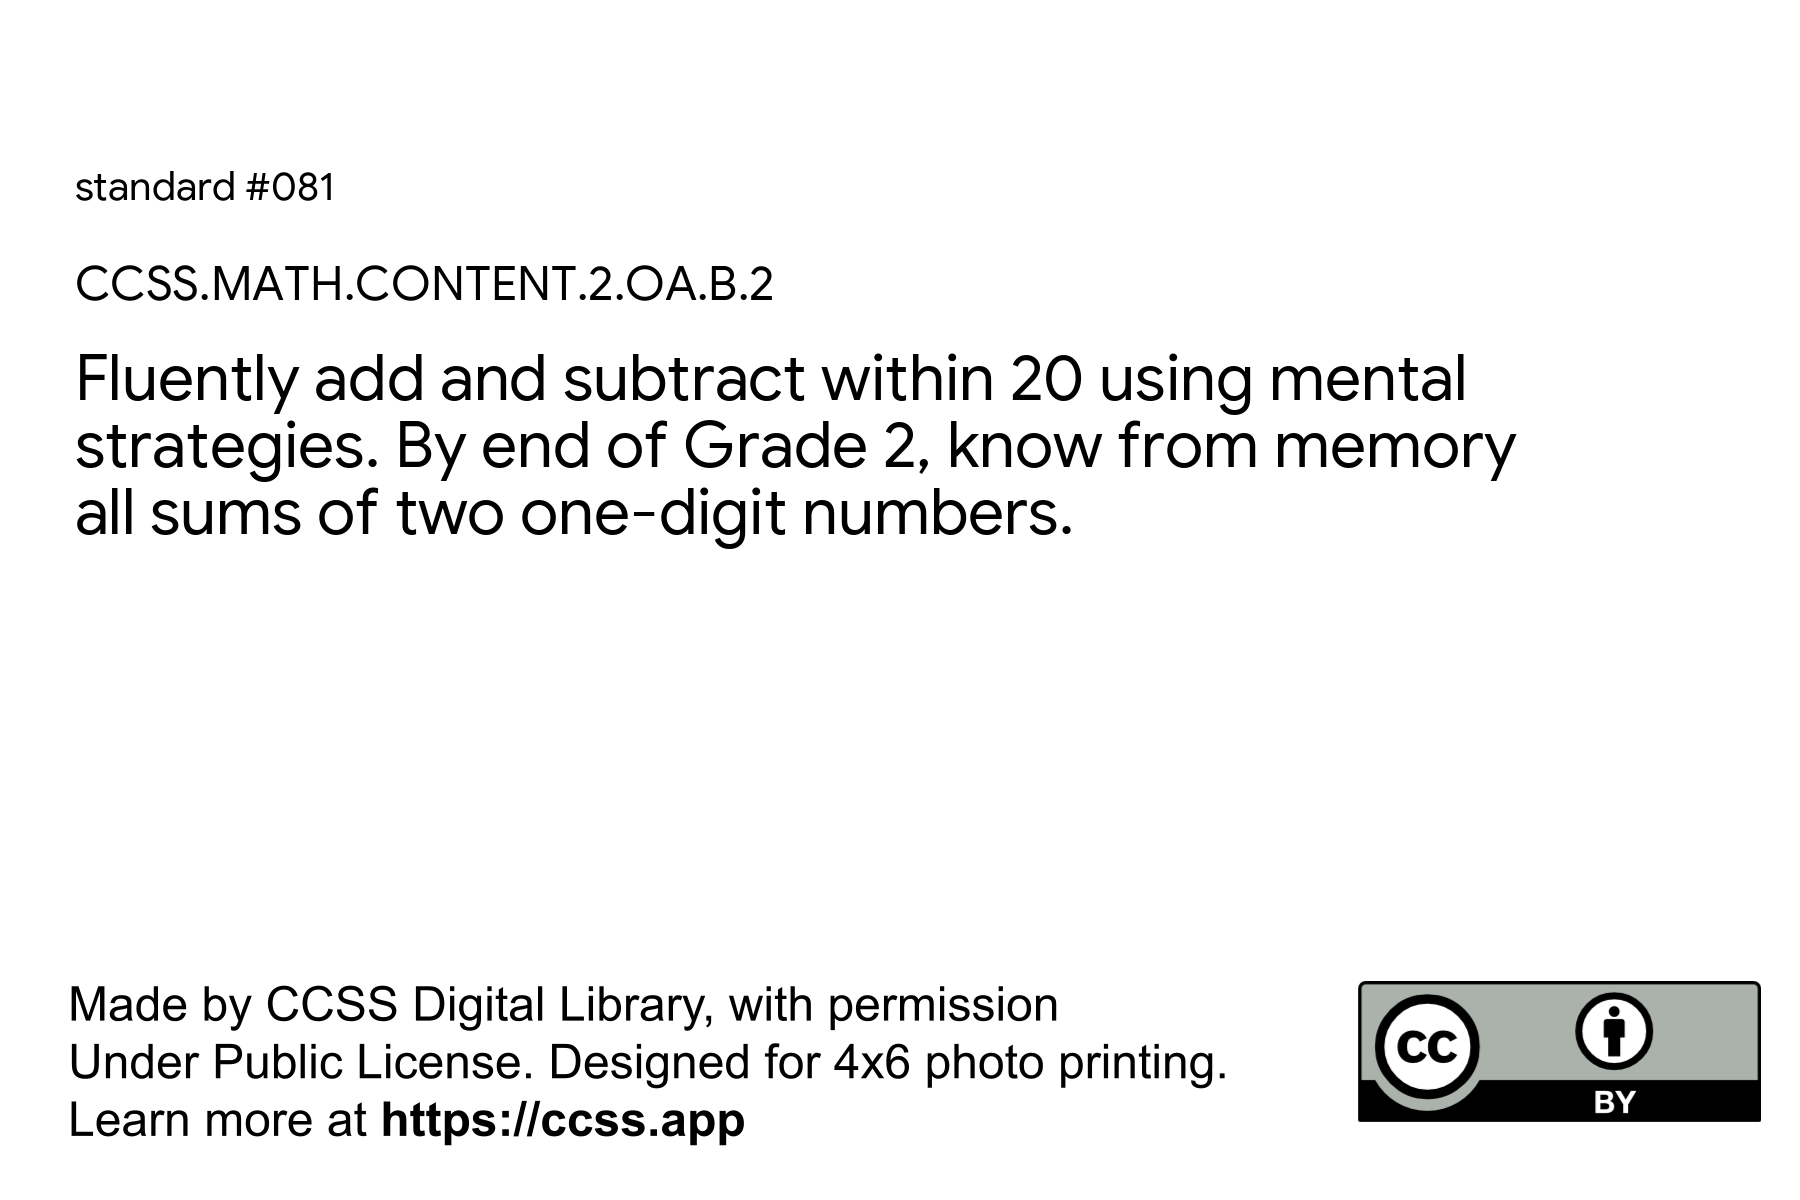 standard #081
CCSS.MATH.CONTENT.2.OA.B.2
Fluently add and subtract within 20 using mental
strategies. By end of Grade 2, know from memory
all sums of two one-digit numbers.
Made by CCSS Digital Library, with permission
Under Public License. Designed for 4x6 photo printing.
Learn more at https://ccss.app
cc
BY